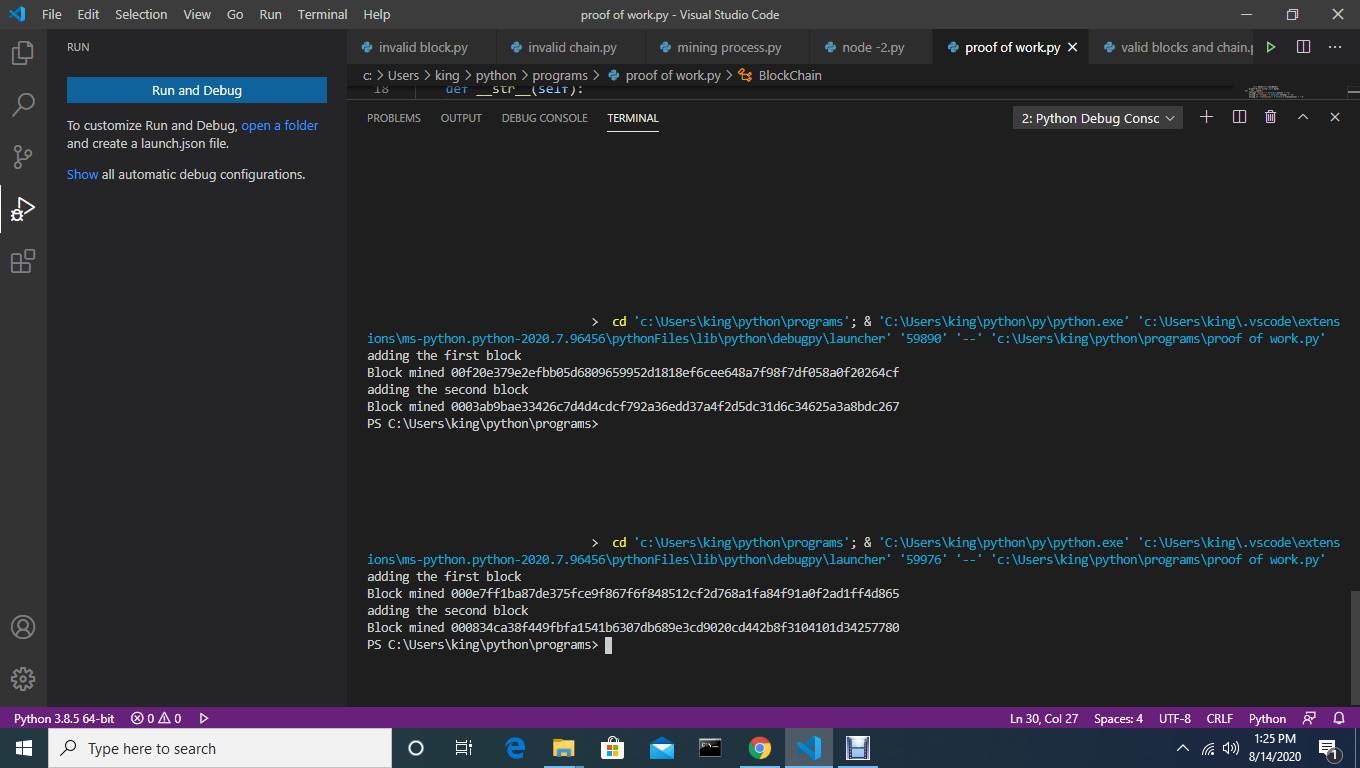 File Edit Selection View Go Run Terminal Help
proof of work.py - Visual Studio Code
RUN
Run and Debug
To customize Run and Debug, open a folder
and create a launch.json file.
Show all automatic debug configurations.
invalid block.py
invalid chain.py
mining process.py
node -2.py
proof of work.py
valid blocks and chain.p
c: > Users > king > python > programs > proof of work.py > BlockChain
18 def __str__(self):
PROBLEMS OUTPUT DEBUG CONSOLE TERMINAL
2: Python Debug Consc
> cd 'c:\Users\king\python\programs'; & 'C:\Users\king\python\py\python.exe' 'c:\Users\king\.vscode\extens
ions\ms-python.python-2020.7.96456\pythonFiles\lib\python\debugpy\launcher' '59890' '--' 'c:\Users\king\python\programs\proof of work.py'
adding the first block
Block mined 00f20e379e2efbb05d6809659952d1818ef6cee648a7f98f7df058a0f20264cf
adding the second block
Block mined 0003ab9bae33426c7d4d4cdcf792a36edd37a4f2d5dc31d6c34625a3a8bdc267
PS C:\Users\king\python\programs>
> cd 'c:\Users\king\python\programs'; & 'C:\Users\king\python\py\python.exe' 'c:\Users\king\.vscode\extens
ions\ms-python.python-2020.7.96456\pythonFiles\lib\python\debugpy\launcher' '59976' '--' 'c:\Users\king\python\programs\proof of work.py'
adding the first block
Block mined 000e7ff1ba87de375fce9f867f6f848512cf2d768a1fa84f91a0f2ad1ff4d865
adding the second block
Block mined 000834ca38f449fbfa1541b6307db689e3cd9020cd442b8f3104101d34257780
PS C:\Users\king\python\programs>
Python 3.8.5 64-bit 0 0
Ln 30, Col 27 Spaces: 4 UTF-8 CRLF Python
Type here to search
1:25 PM
8/14/2020
1